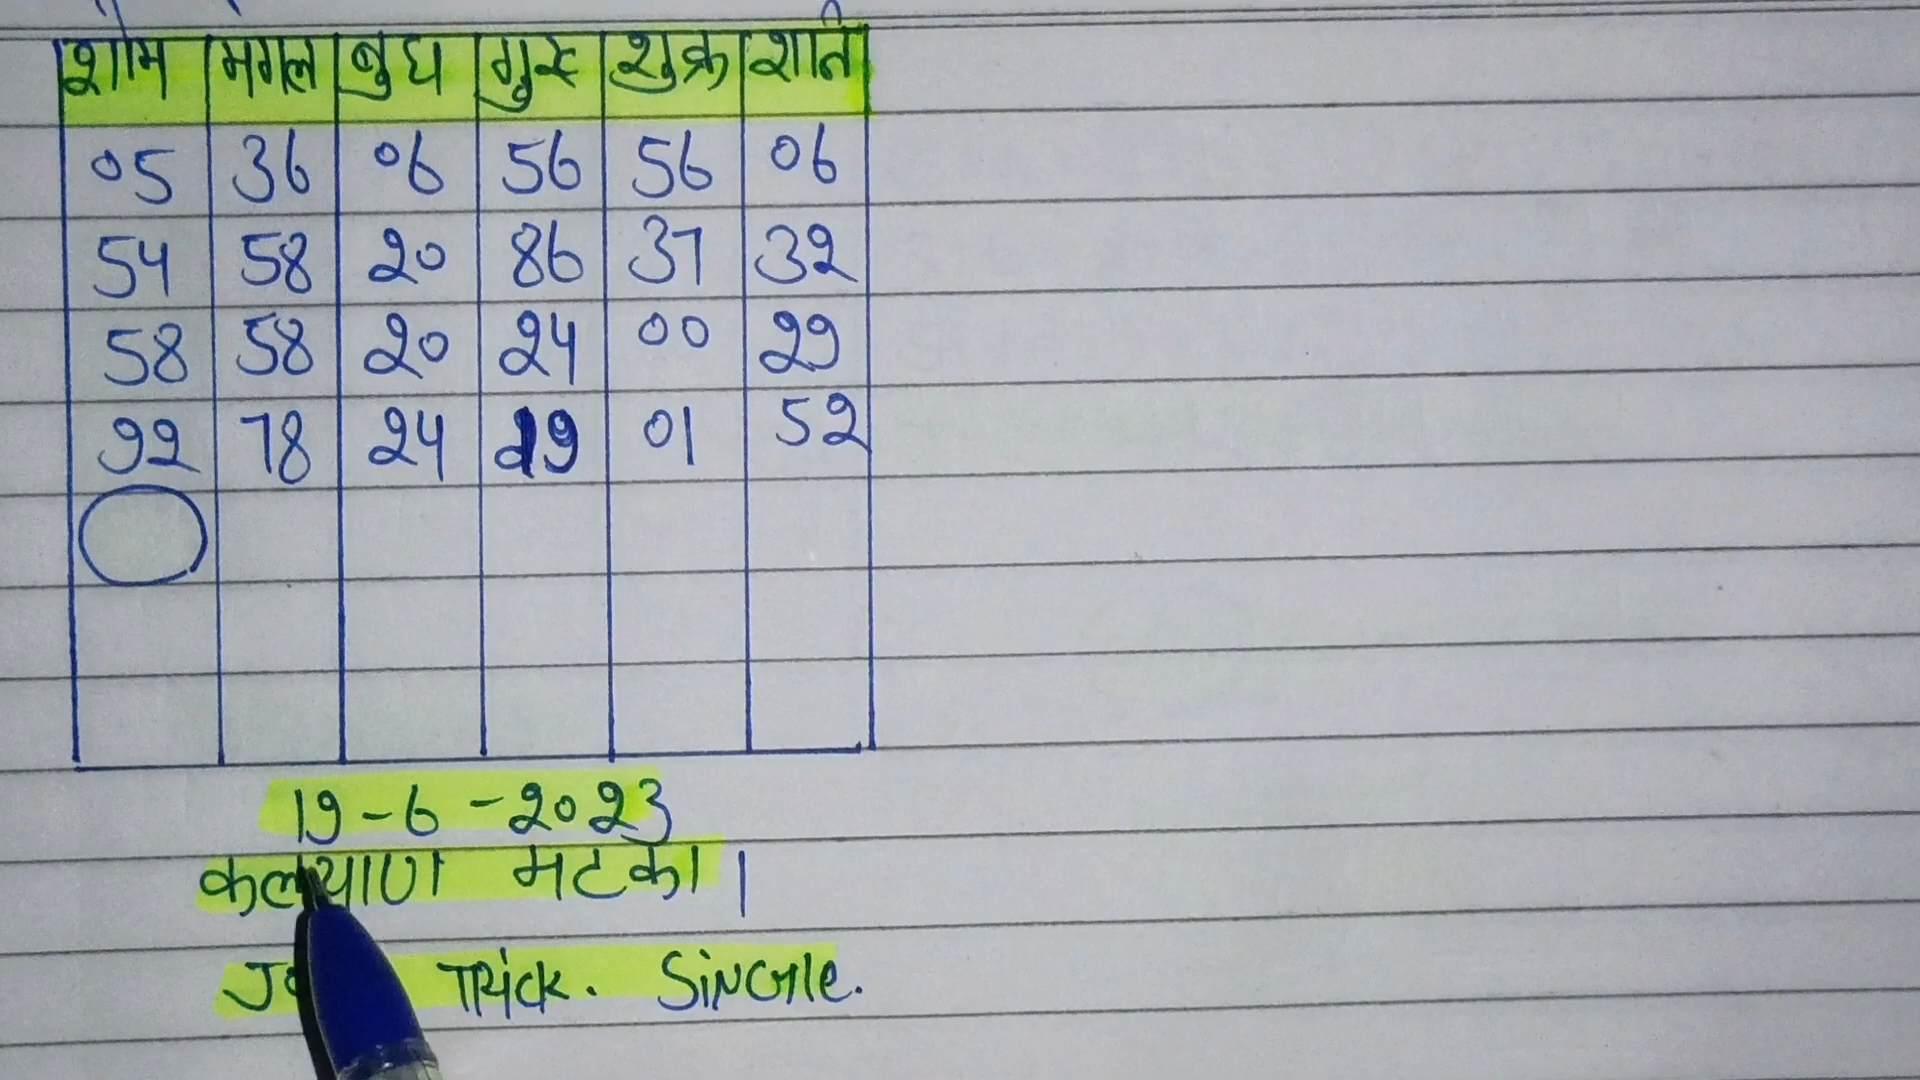 शोम मंगल बुध गुरू शुक्र शनि
05 36 06 56 56 06
54 58 20 86 37 32
58 58 20 24 00 29
92 78 24 19 01 52
19-6-2023
कल्याण मटका।
Trick. Single.